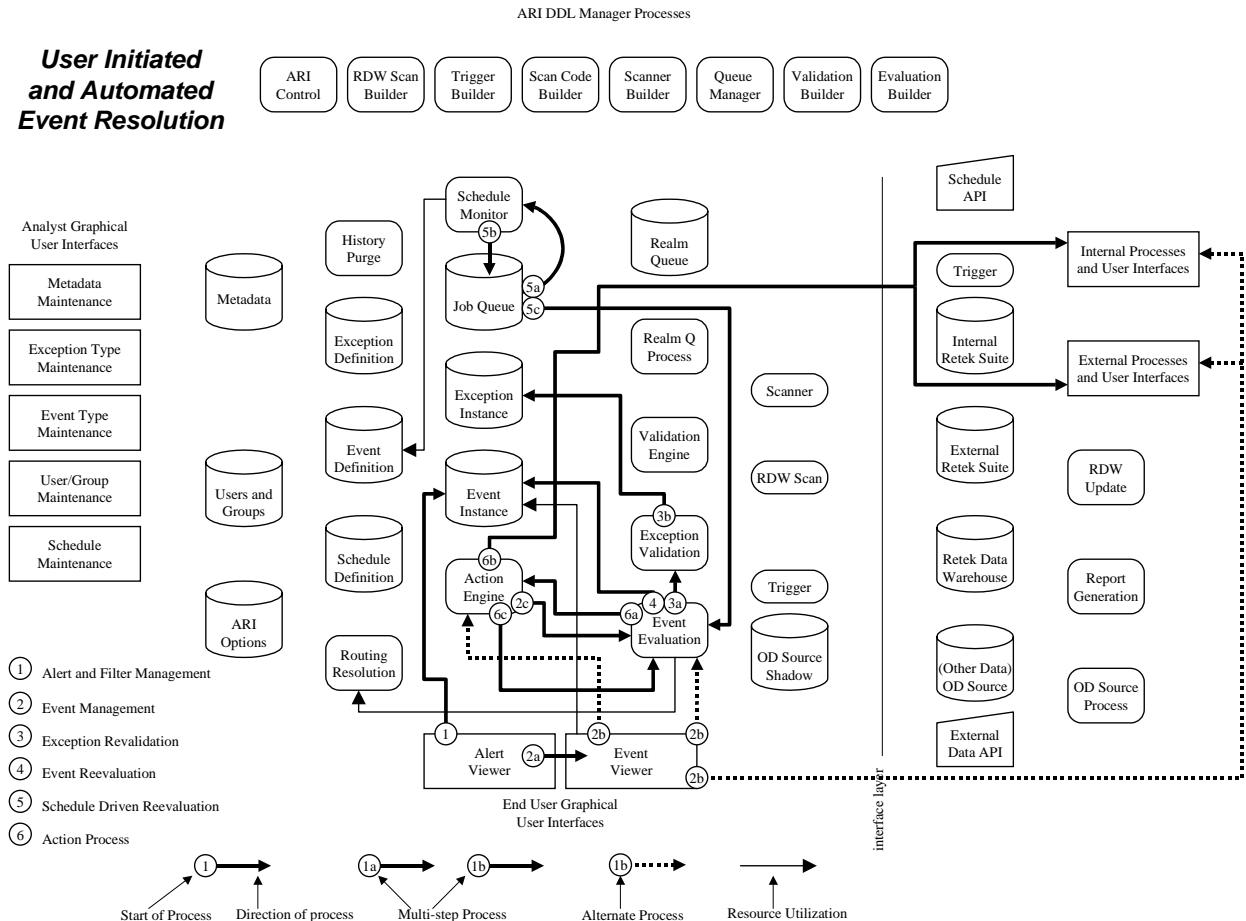 ARI DDL Manager Processes
User Initiated
and Automated
Event Resolution
ARI
Control
RDW Scan
Builder
Trigger
Builder
Scan Code
Builder
Scanner
Builder
Queue
Manager
Validation
Builder
Evaluation
Builder
Analyst Graphical
User Interfaces
Metadata
Maintenance
Exception Type
Maintenance
Event Type
Maintenance
User/Group
Maintenance
Schedule
Maintenance
Metadata
Users and
Groups
ARI
Options
History
Purge
Exception
Definition
Event
Definition
Schedule
Definition
Routing
Resolution
Schedule
Monitor
5b
Job Queue
5a
5c
Exception
Instance
Event
Instance
6b
Action
Engine
2c
6c
Realm
Queue
Realm Q
Process
Validation
Engine
3b
Exception
Validation
6a
4
3a
Event
Evaluation
Scanner
RDW Scan
Trigger
OD Source
Shadow
1
Alert
Viewer
2a
2b
Event
Viewer
2b
2b
End User Graphical
User Interfaces
interface layer
Schedule
API
Trigger
Internal
Retek Suite
External
Retek Suite
Retek Data
Warehouse
(Other Data)
OD Source
External
Data API
Internal Processes
and User Interfaces
External Processes
and User Interfaces
RDW
Update
Report
Generation
OD Source
Process
1 Alert and Filter Management
2 Event Management
3 Exception Revalidation
4 Event Reevaluation
5 Schedule Driven Reevaluation
6 Action Process
1
1a
1b
1b
Start of Process
Direction of process
Multi-step Process
Alternate Process
Resource Utilization